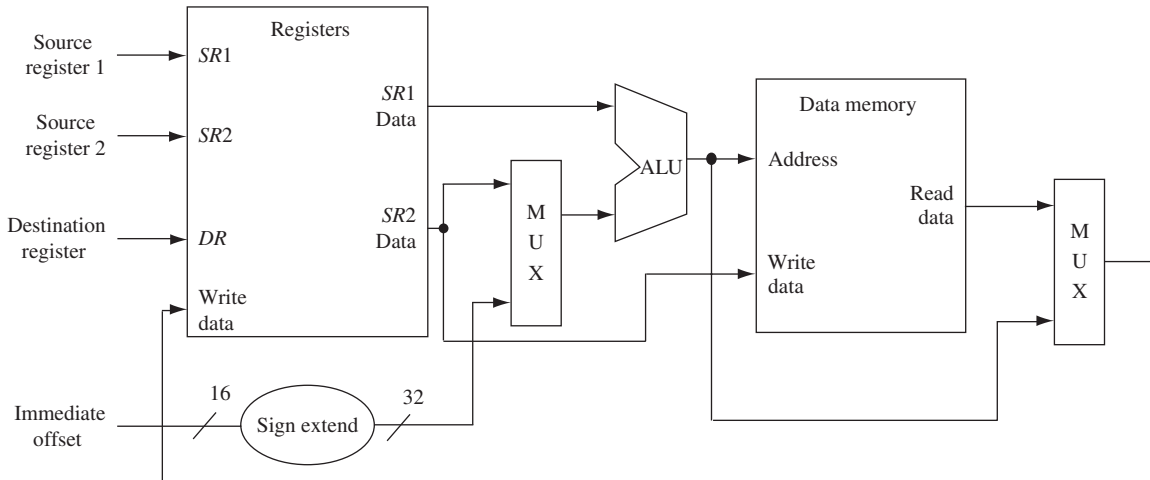 Registers
Source
register 1
SR1
SR1
Data
Source
register 2
SR2
SR2
Data
Destination
register
DR
Write
data
Immediate
offset
16
Sign extend
32
M
U
X
ALU
Data memory
Address
Read
data
Write
data
M
U
X